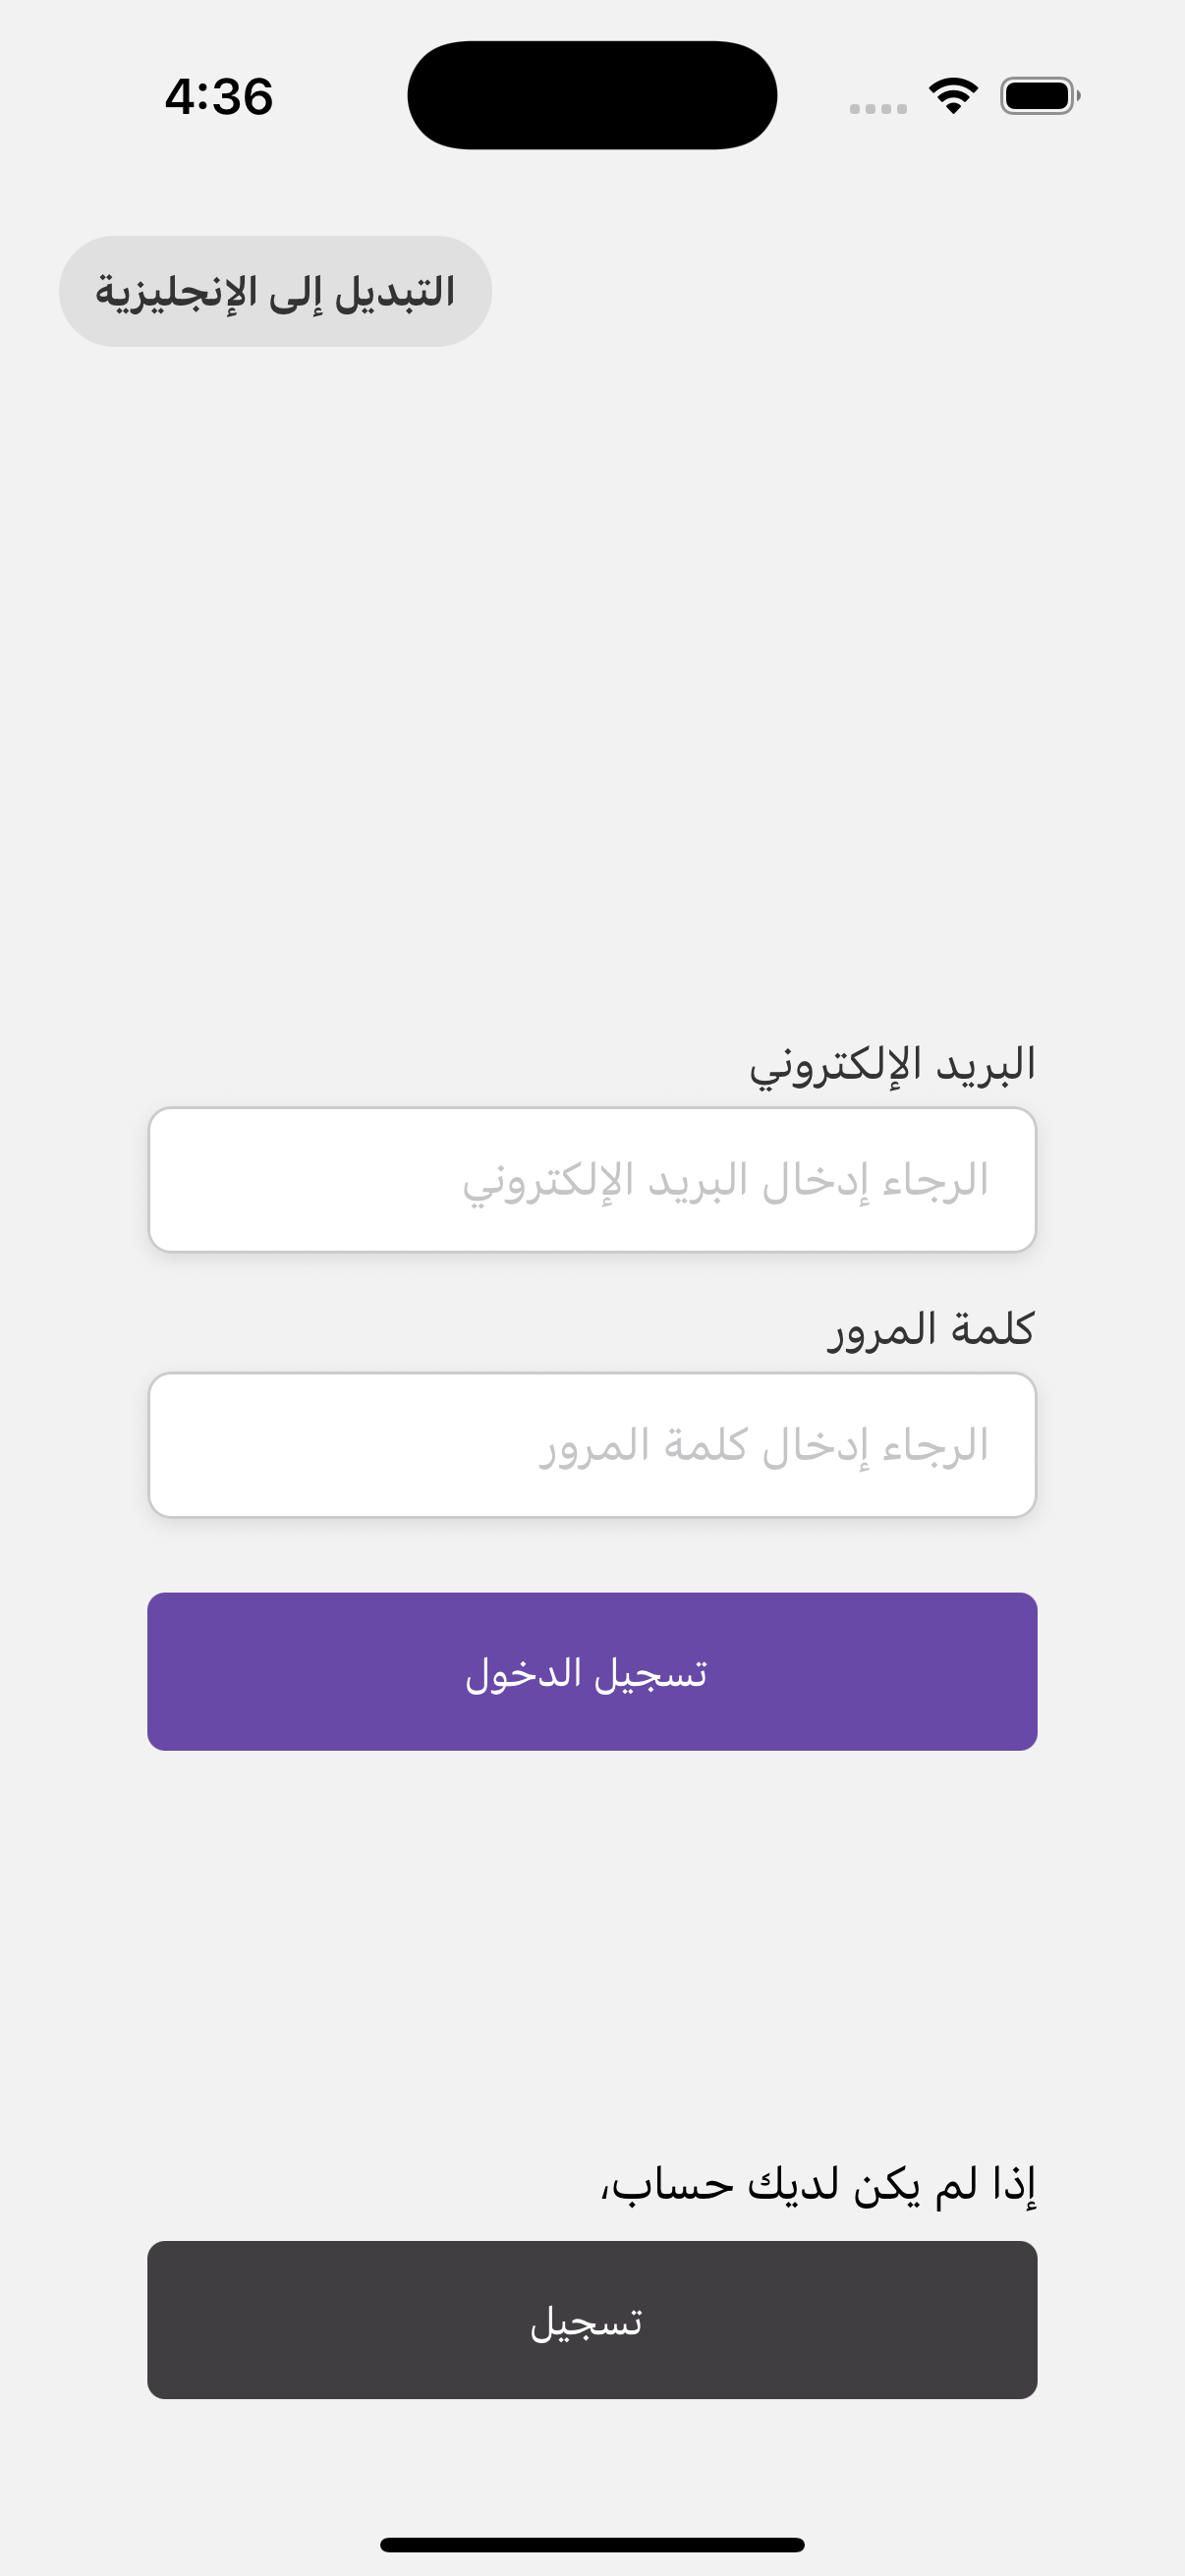 4:36
التبديل إلى الإنجليزية
البريد الإلكتروني
الرجاء إدخال البريد الإلكتروني
كلمة المرور
الرجاء إدخال كلمة المرور
تسجيل الدخول
إذا لم يكن لديك حساب،
تسجيل